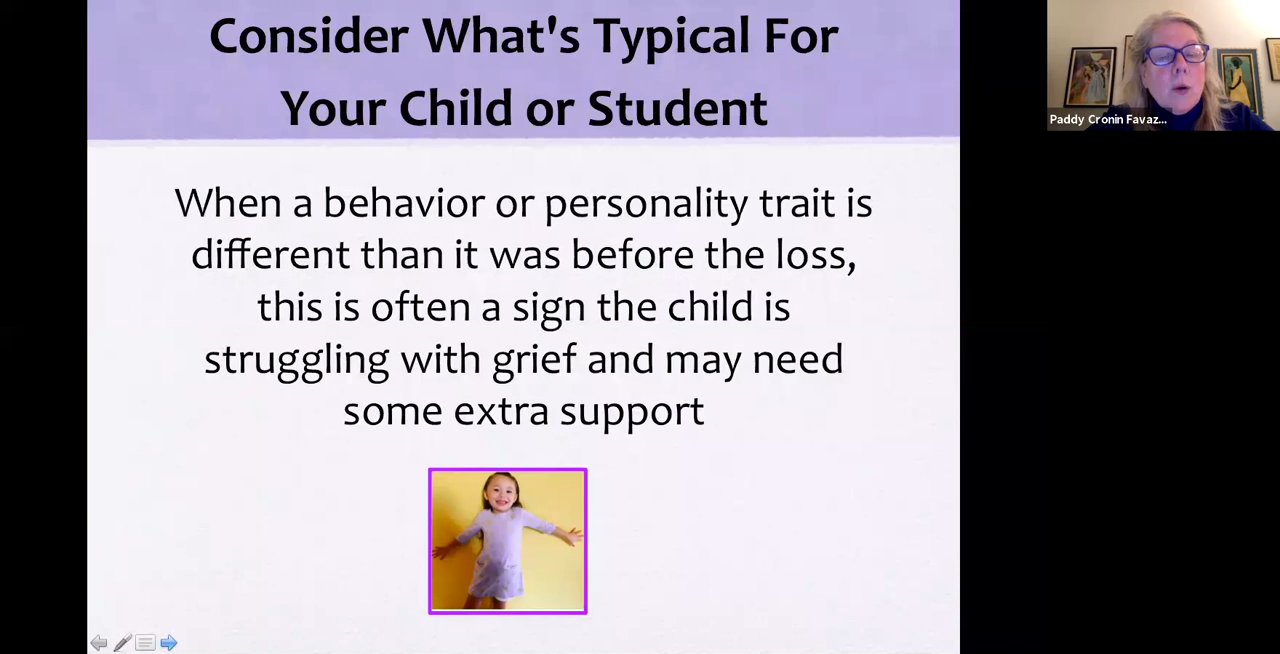 Consider What's Typical For
Your Child or Student
When a behavior or personality trait is
different than it was before the loss,
this is often a sign the child is
struggling with grief and may need
some extra support
Paddy Cronin Favaz...